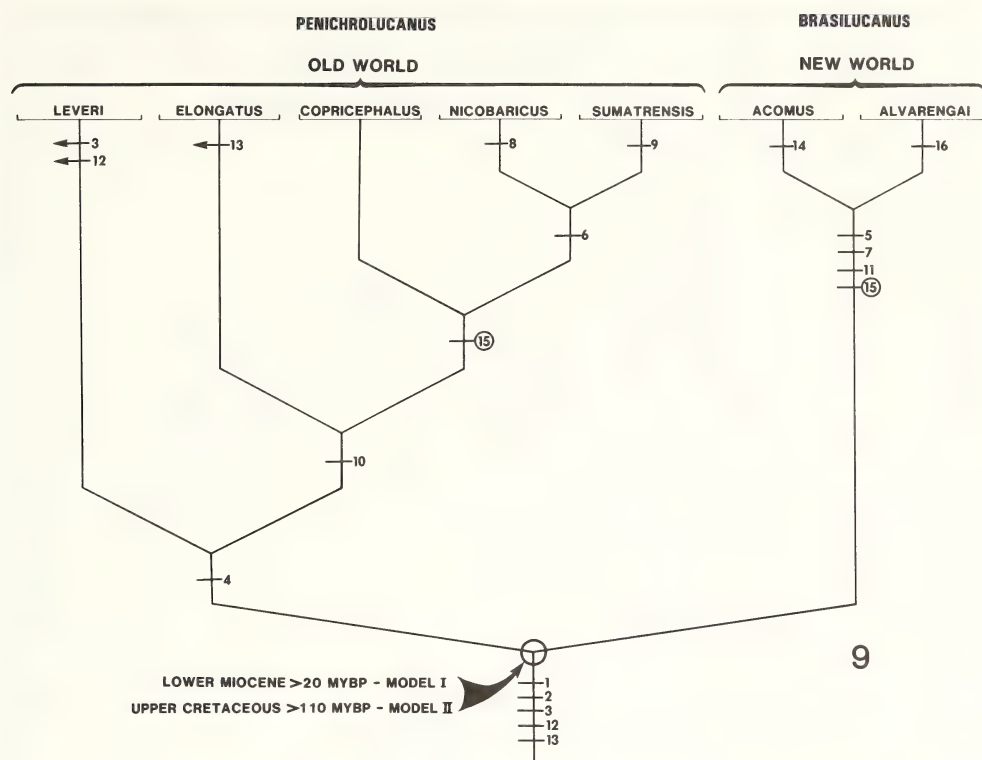 PENICHROLUCANUS BRASILUCANUS
OLD WORLD NEW WORLD
LEVERI ELONGATUS COPRICEPHALUS NICOBARICUS SUMATRENSIS ACOMUS ALVARENGAI
3 13 8 9 14 16
12
6 5
7
11
15
15
10
4
9
LOWER MIOCENE >20 MYBP - MODEL I 1
UPPER CRETACEOUS >110 MYBP - MODEL II 2
3
12
13